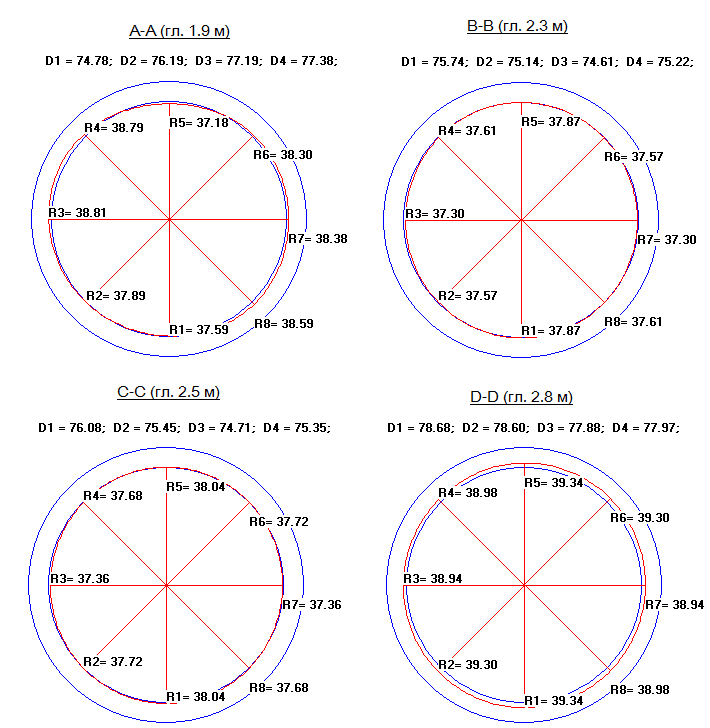 A-A (гл. 1.9 м)
D1 = 74.78;  D2 = 76.19;  D3 = 77.19;  D4 = 77.38;
R5= 37.18
R4= 38.79
R6= 38.30
R3= 38.81
R7= 38.38
R2= 37.89
R8= 38.59
R1= 37.59
B-B (гл. 2.3 м)
D1 = 75.74;  D2 = 75.14;  D3 = 74.61;  D4 = 75.22;
R5= 37.87
R4= 37.61
R6= 37.57
R3= 37.30
R7= 37.30
R2= 37.57
R8= 37.61
R1= 37.87
C-C (гл. 2.5 м)
D1 = 76.08;  D2 = 75.45;  D3 = 74.71;  D4 = 75.35;
R5= 38.04
R4= 37.68
R6= 37.72
R3= 37.36
R7= 37.36
R2= 37.72
R8= 37.68
R1= 38.04
D-D (гл. 2.8 м)
D1 = 78.68;  D2 = 78.60;  D3 = 77.88;  D4 = 77.97;
R5= 39.34
R4= 38.98
R6= 39.30
R3= 38.94
R7= 38.94
R2= 39.30
R8= 38.98
R1= 39.34